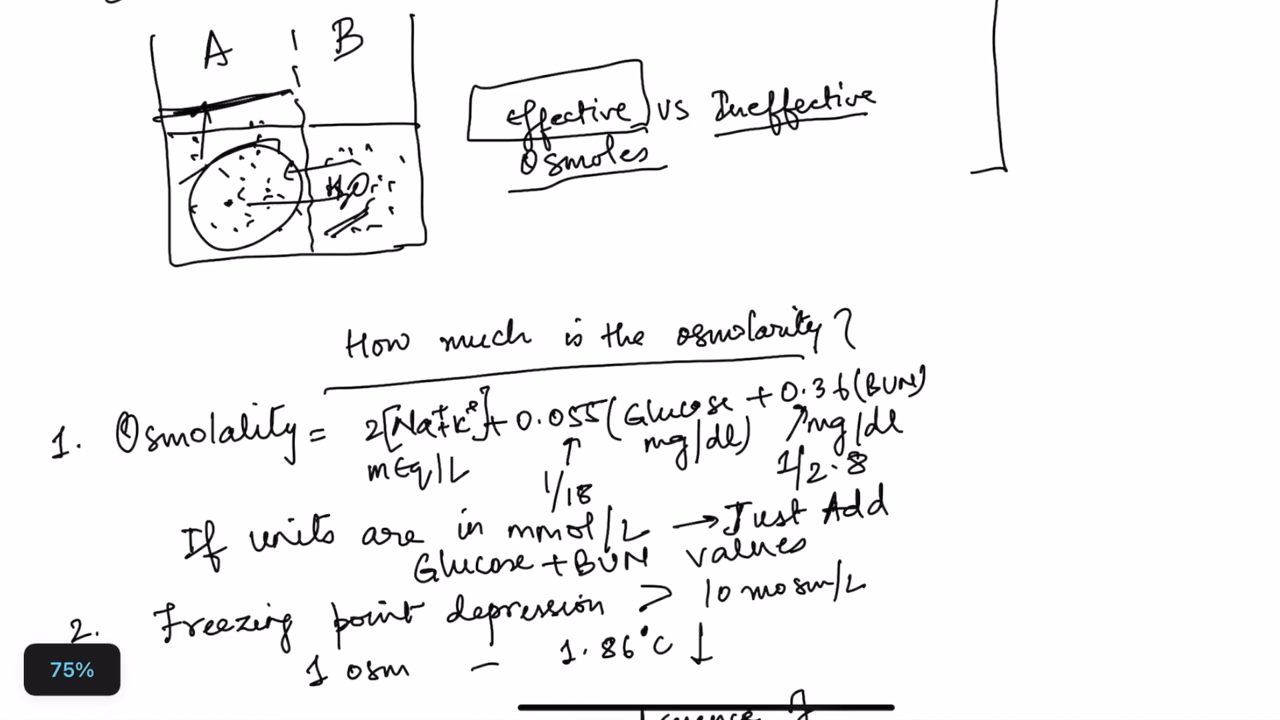 A B
effective vs Ineffective
Osmoles
H₂O
How much is the osmolarity?
1. Osmolality = 2[Na⁺+K⁺] + 0.055(Glucose + 0.36(BUN)
mEq/L mg/dl) mg/dl
1/18 1/2.8
If units are in mmol/L → Just Add
Glucose + BUN values
2. Freezing point depression > 10 mosm/L
1 osm – 1.86°C ↓
75%